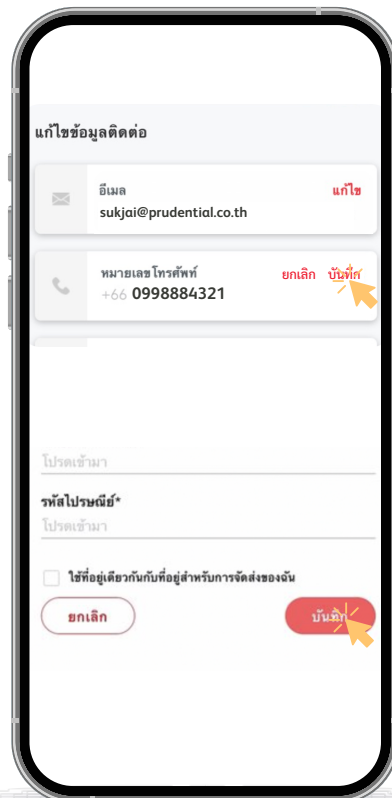 แก้ไขข้อมูลติดต่อ
อีเมล แก้ไข
sukjai@prudential.co.th
หมายเลขโทรศัพท์ ยกเลิก บันทึก
+66 0998884321
โปรดเข้ามา
รหัสไปรษณีย์*
โปรดเข้ามา
ใช้ที่อยู่เดียวกันกับที่อยู่สำหรับการจัดส่งของฉัน
ยกเลิก บันทึก